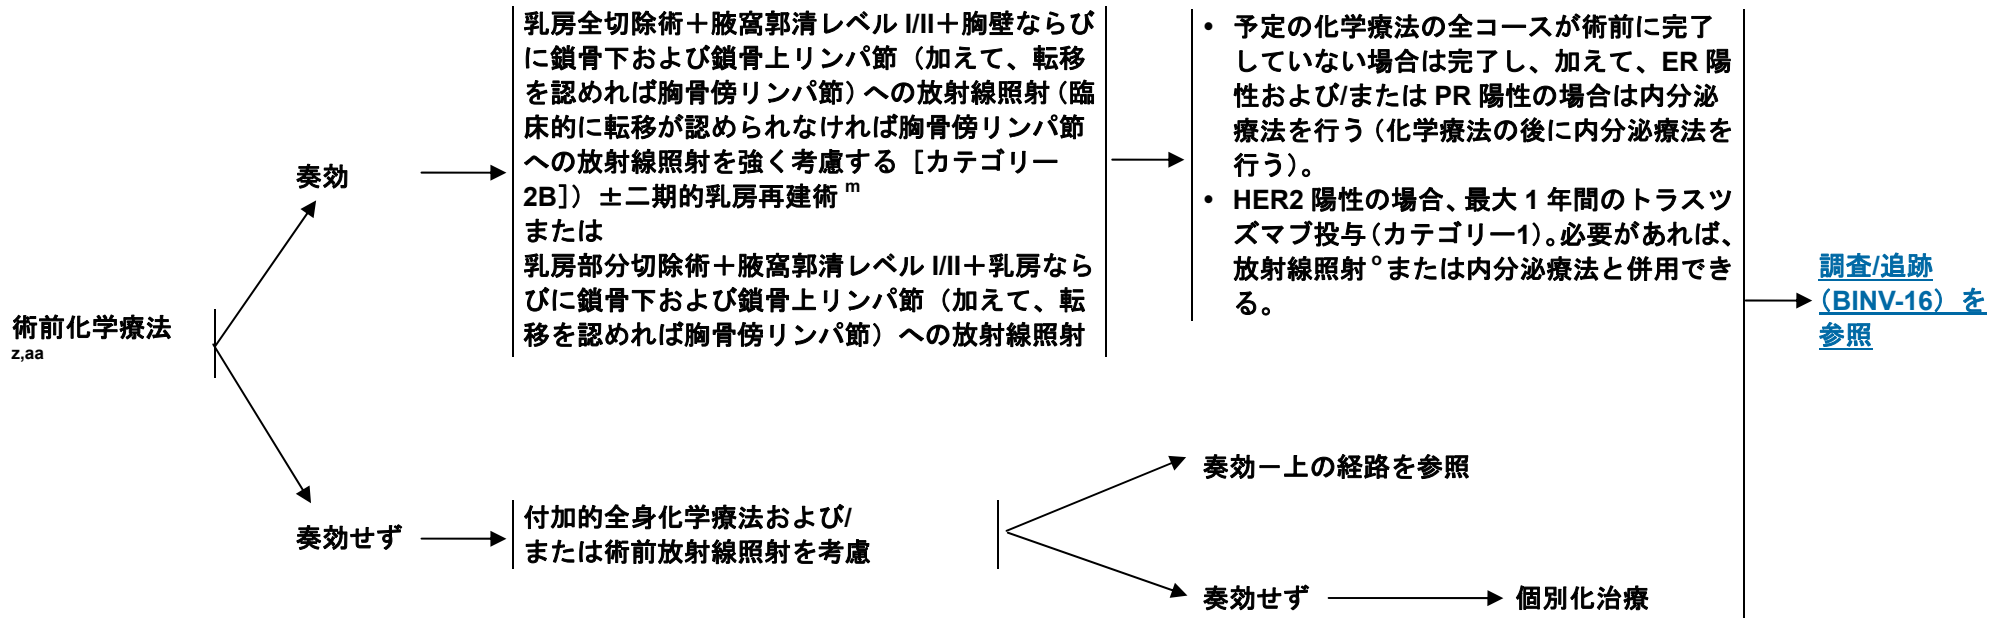 乳房全切除術＋腋窩郭清レベル I/II＋胸壁ならび
に鎖骨下および鎖骨上リンパ節（加えて、転移
を認めれば胸骨傍リンパ節）への放射線照射（臨
床的に転移が認められなければ胸骨傍リンパ節
への放射線照射を強く考慮する［カテゴリー
2B］）±二期的乳房再建術 m
または
乳房部分切除術＋腋窩郭清レベル I/II＋乳房なら
びに鎖骨下および鎖骨上リンパ節（加えて、転
移を認めれば胸骨傍リンパ節）への放射線照射
• 予定の化学療法の全コースが術前に完了
していない場合は完了し、加えて、ER 陽
性および/または PR 陽性の場合は内分泌
療法を行う（化学療法の後に内分泌療法を
行う）。
• HER2 陽性の場合、最大 1 年間のトラスツ
ズマブ投与（カテゴリー1）。必要があれば、
放射線照射 o または内分泌療法と併用でき
る。
奏効
術前化学療法
z,aa
調査/追跡
（BINV-16）を
参照
奏効せず
付加的全身化学療法および/
または術前放射線照射を考慮
奏効－上の経路を参照
奏効せず
個別化治療